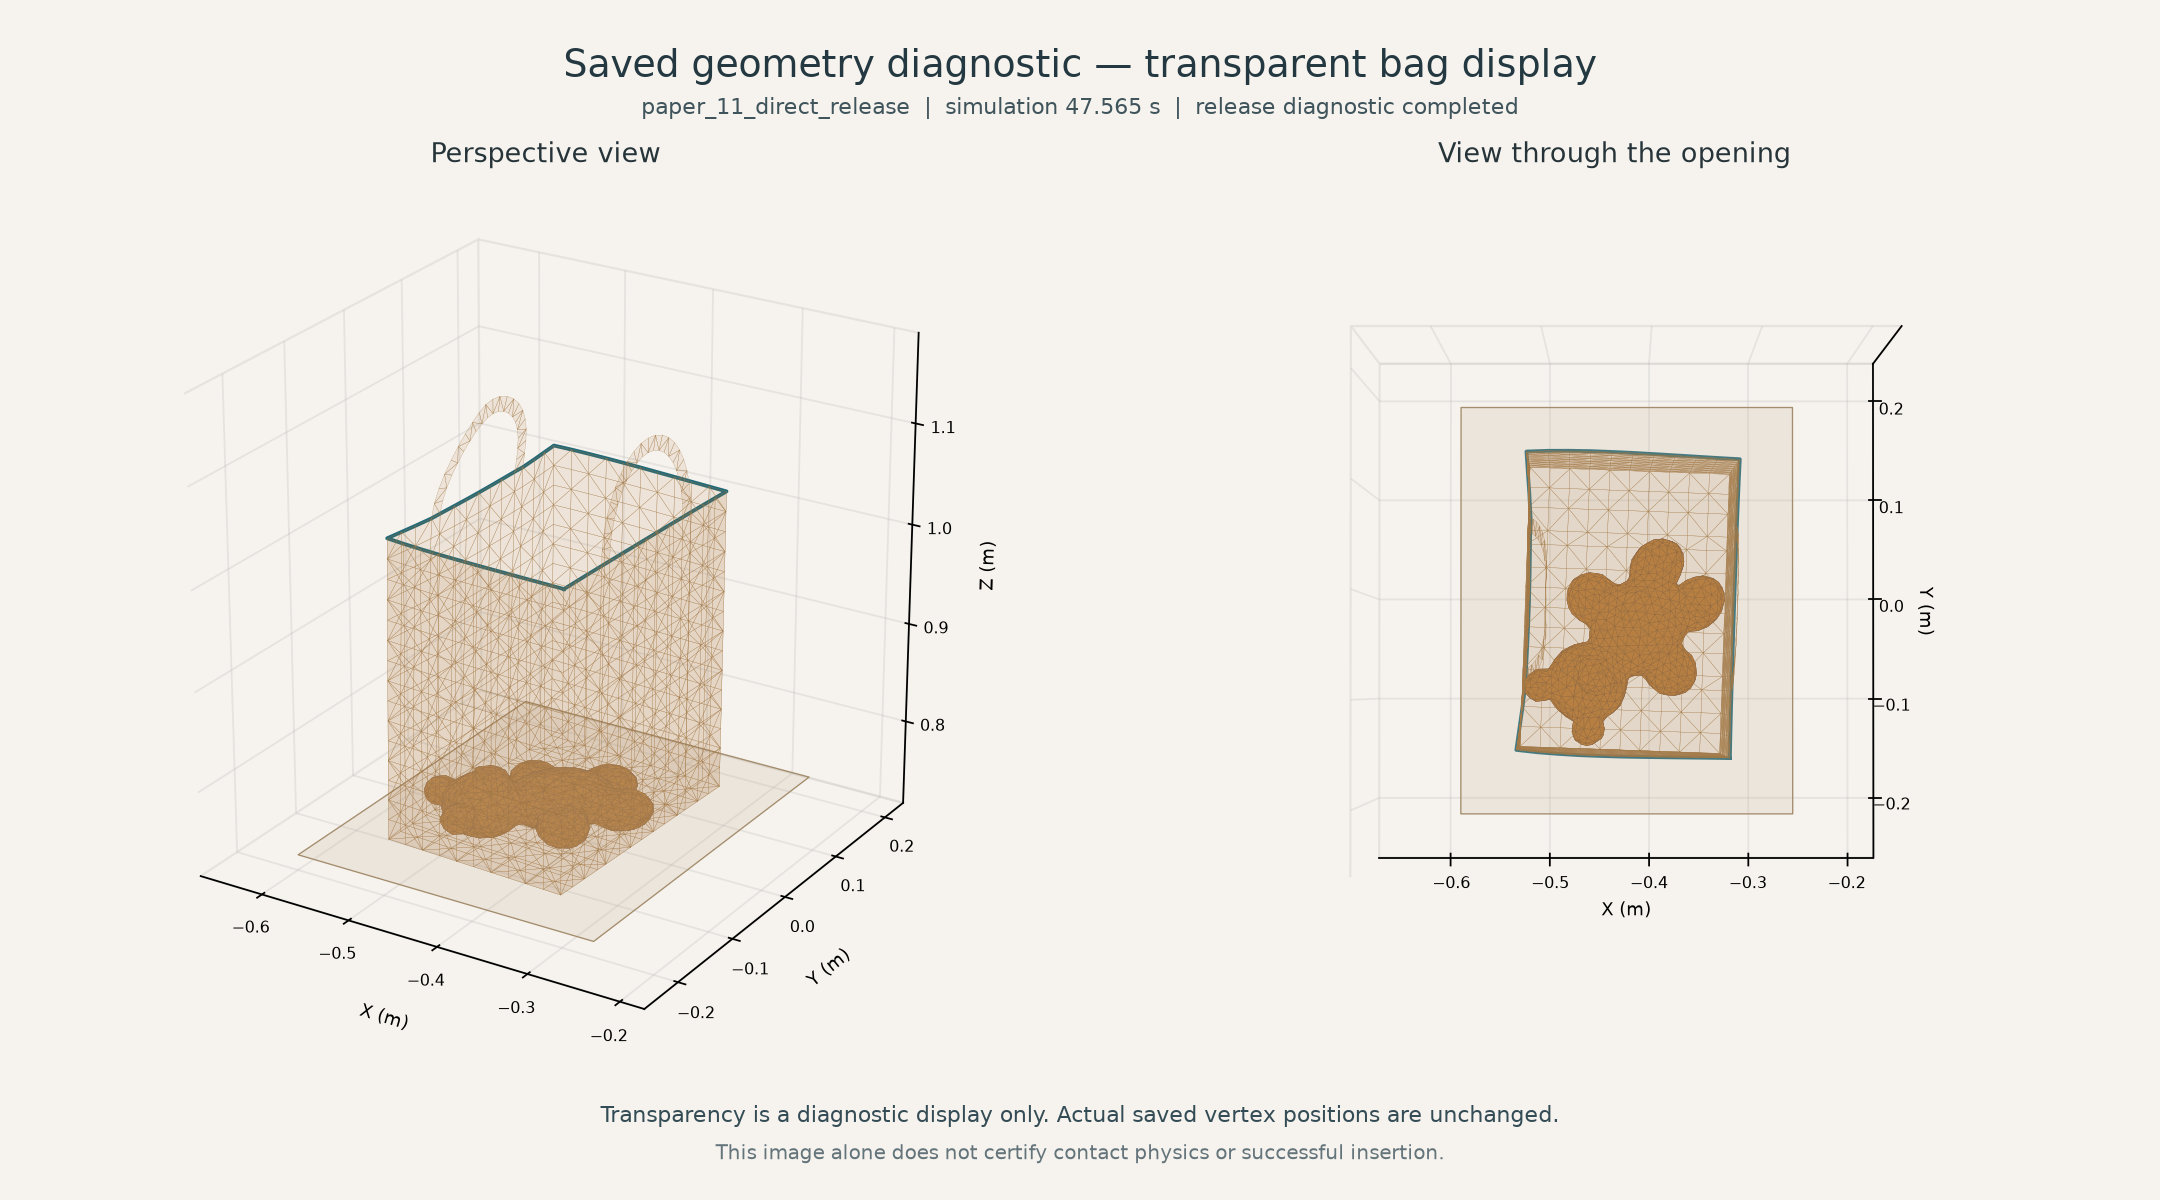 Saved geometry diagnostic — transparent bag display
paper_11_direct_release | simulation 47.565 s | release diagnostic completed
Perspective view
View through the opening
1.1
1.0
0.9
0.8
Z (m)
0.2
0.1
0.0
−0.1
−0.2
Y (m)
−0.6
−0.5
−0.4
−0.3
−0.2
X (m)
0.2
0.1
0.0
−0.1
−0.2
Y (m)
−0.6
−0.5
−0.4
−0.3
−0.2
X (m)
Transparency is a diagnostic display only. Actual saved vertex positions are unchanged.
This image alone does not certify contact physics or successful insertion.